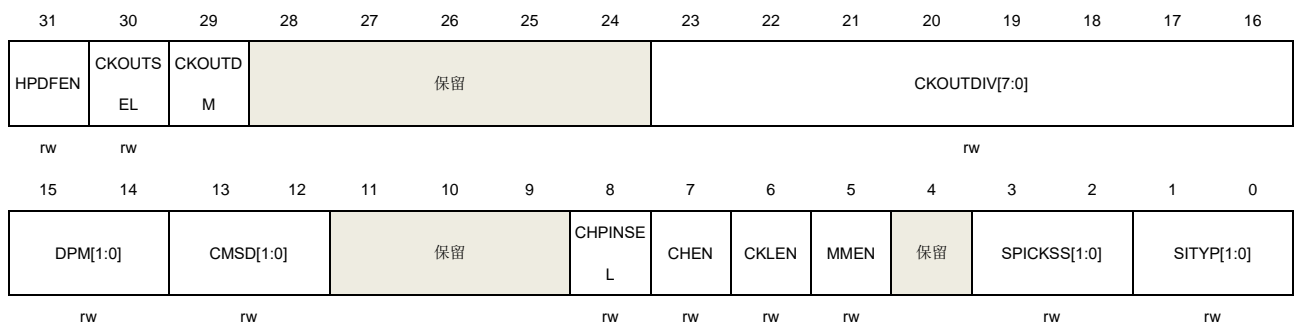 31 30 29 28 27 26 25 24 23 22 21 20 19 18 17 16
HPDFEN CKOUTS CKOUTD 保留 CKOUTDIV[7:0]
EL M
rw rw rw
15 14 13 12 11 10 9 8 7 6 5 4 3 2 1 0
DPM[1:0] CMSD[1:0] 保留 CHPINSE CHEN CKLEN MMEN 保留 SPICKSS[1:0] SITYP[1:0]
L
rw rw rw rw rw rw rw rw